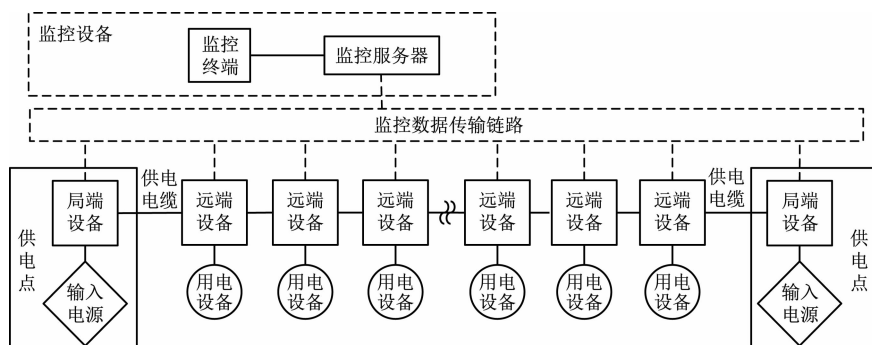 监控设备
监控
终端
监控服务器
监控数据传输链路
局端
设备
供电
电缆
远端
设备
远端
设备
远端
设备
远端
设备
远端
设备
远端
设备
供电
电缆
局端
设备
供
电
点
输入
电源
用电
设备
用电
设备
用电
设备
用电
设备
用电
设备
用电
设备
输入
电源
供
电
点